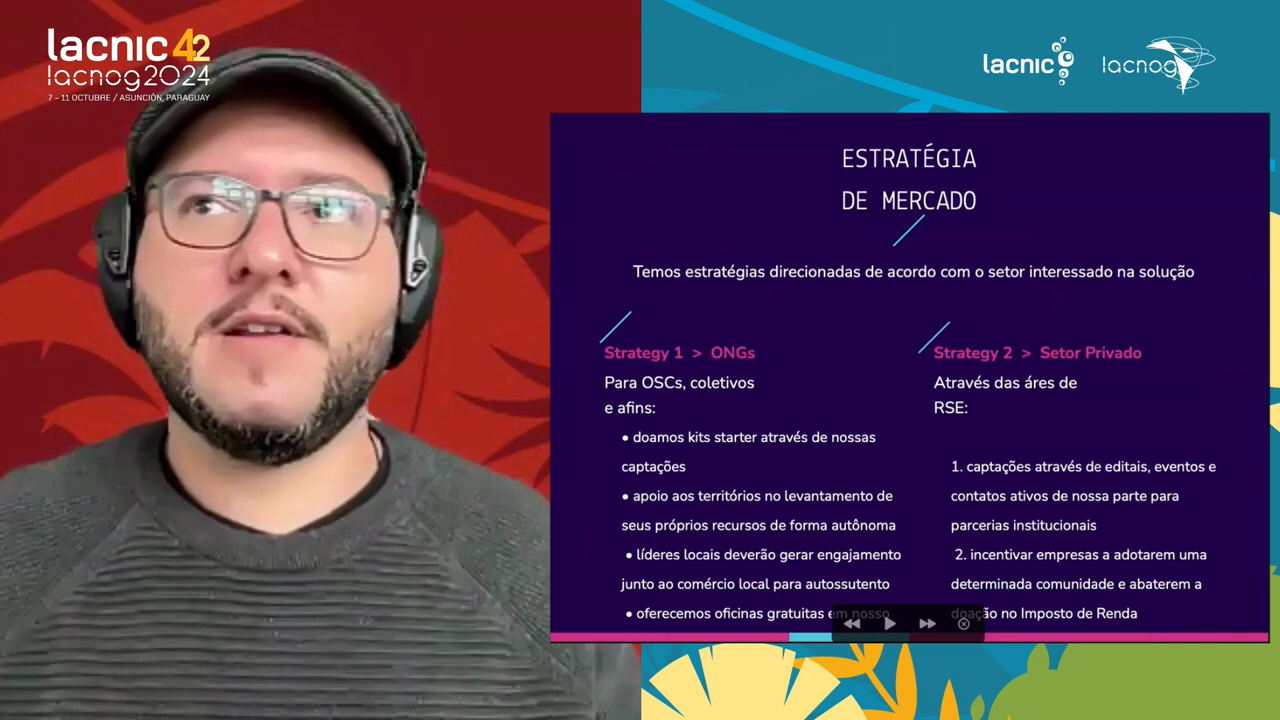 lacnic 42
lacnog2024
7 - 11 OCTUBRE / ASUNCIÓN, PARAGUAY
lacnic
lacnog
ESTRATÉGIA
DE MERCADO
Temos estratégias direcionadas de acordo com o setor interessado na solução
Strategy 1 > ONGs
Para OSCs, coletivos
e afins:
• doamos kits starter através de nossas
captações
• apoio aos territórios no levantamento de
seus próprios recursos de forma autônoma
• líderes locais deverão gerar engajamento
junto ao comércio local para autossutento
• oferecemos oficinas gratuitas em nosso
Strategy 2 > Setor Privado
Através das áres de
RSE:
1. captações através de editais, eventos e
contatos ativos de nossa parte para
parcerias institucionais
2. incentivar empresas a adotarem uma
determinada comunidade e abaterem a
doação no Imposto de Renda